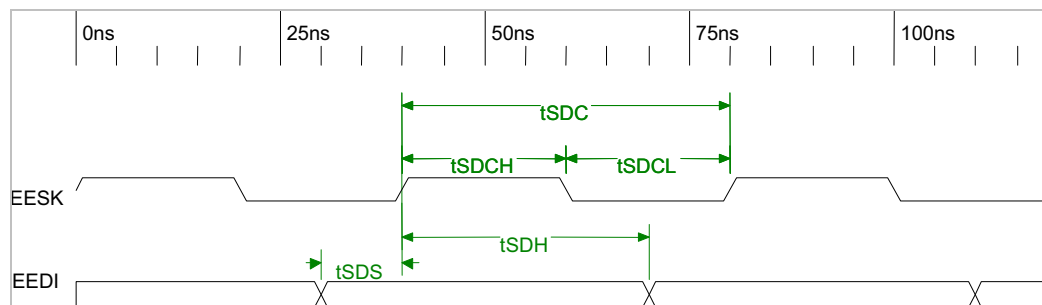 0ns 25ns 50ns 75ns 100ns
tSDC
tSDCH tSDCL
EESK
tSDH
tSDS
EEDI